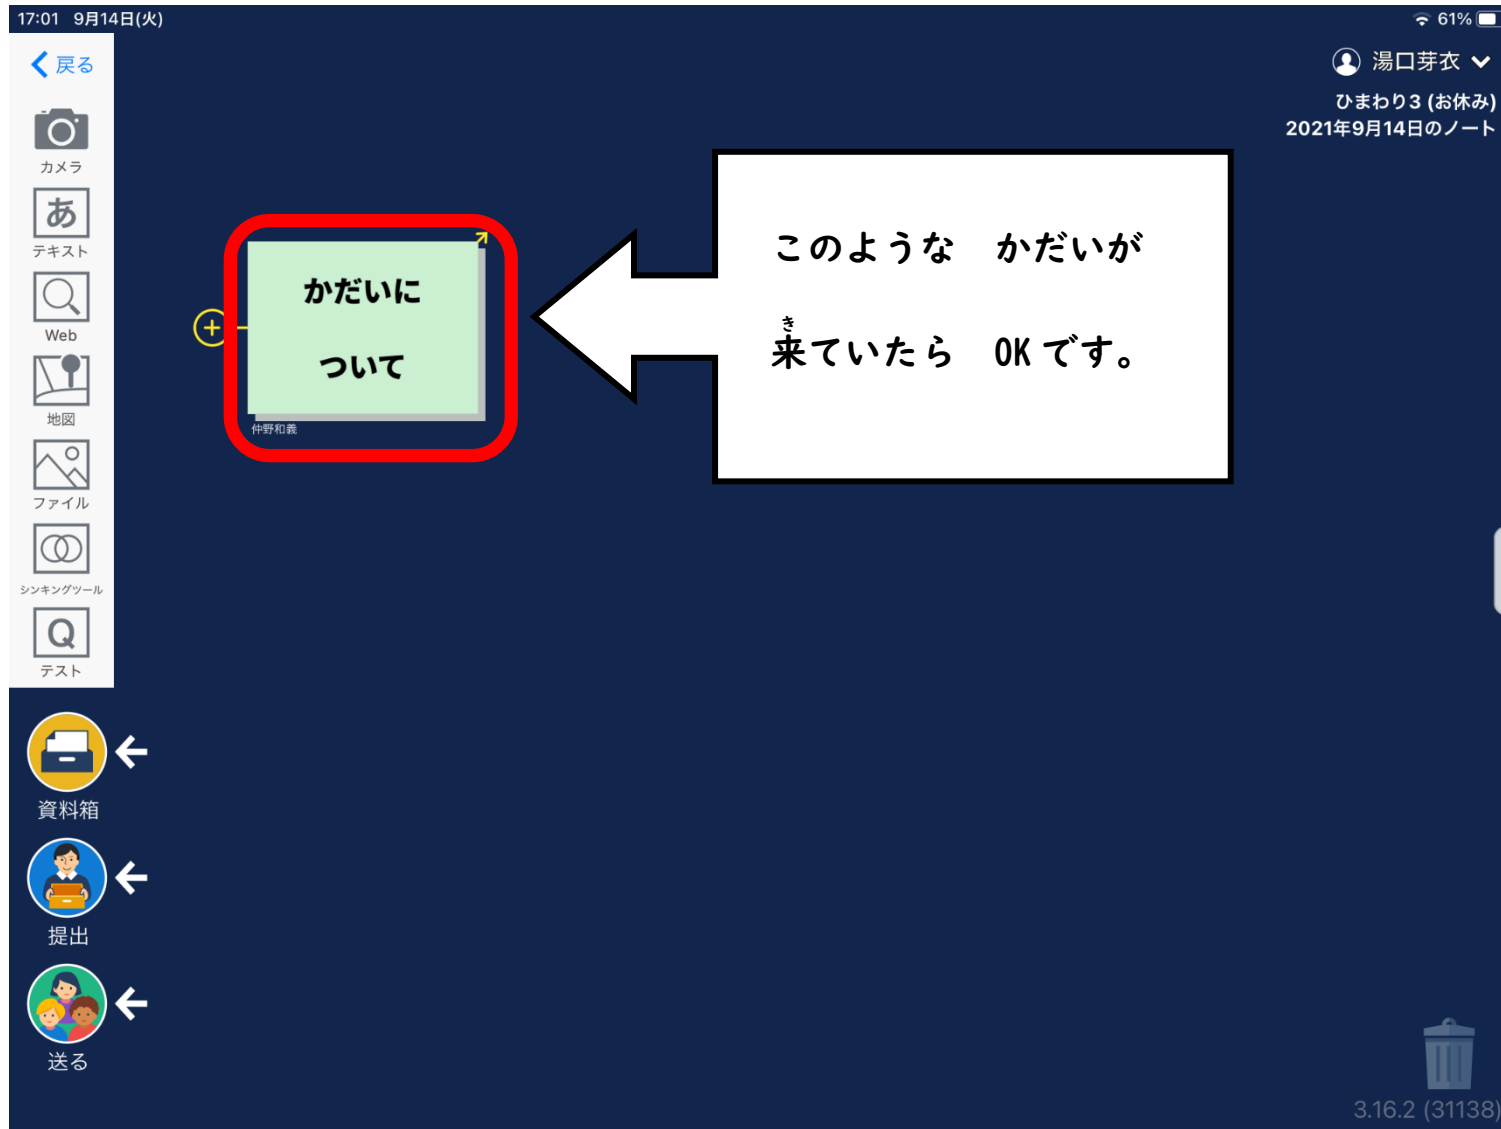 17:01 9月14日(火)
61%
戻る
湯口芽衣
ひまわり3 (お休み)
2021年9月14日のノート
カメラ
あ
テキスト
Web
地図
ファイル
シンキングツール
Q
テスト
資料箱
提出
送る
かだいに
ついて
仲野和義
このような かだいが
き
来ていたら OKです。
3.16.2 (31138)